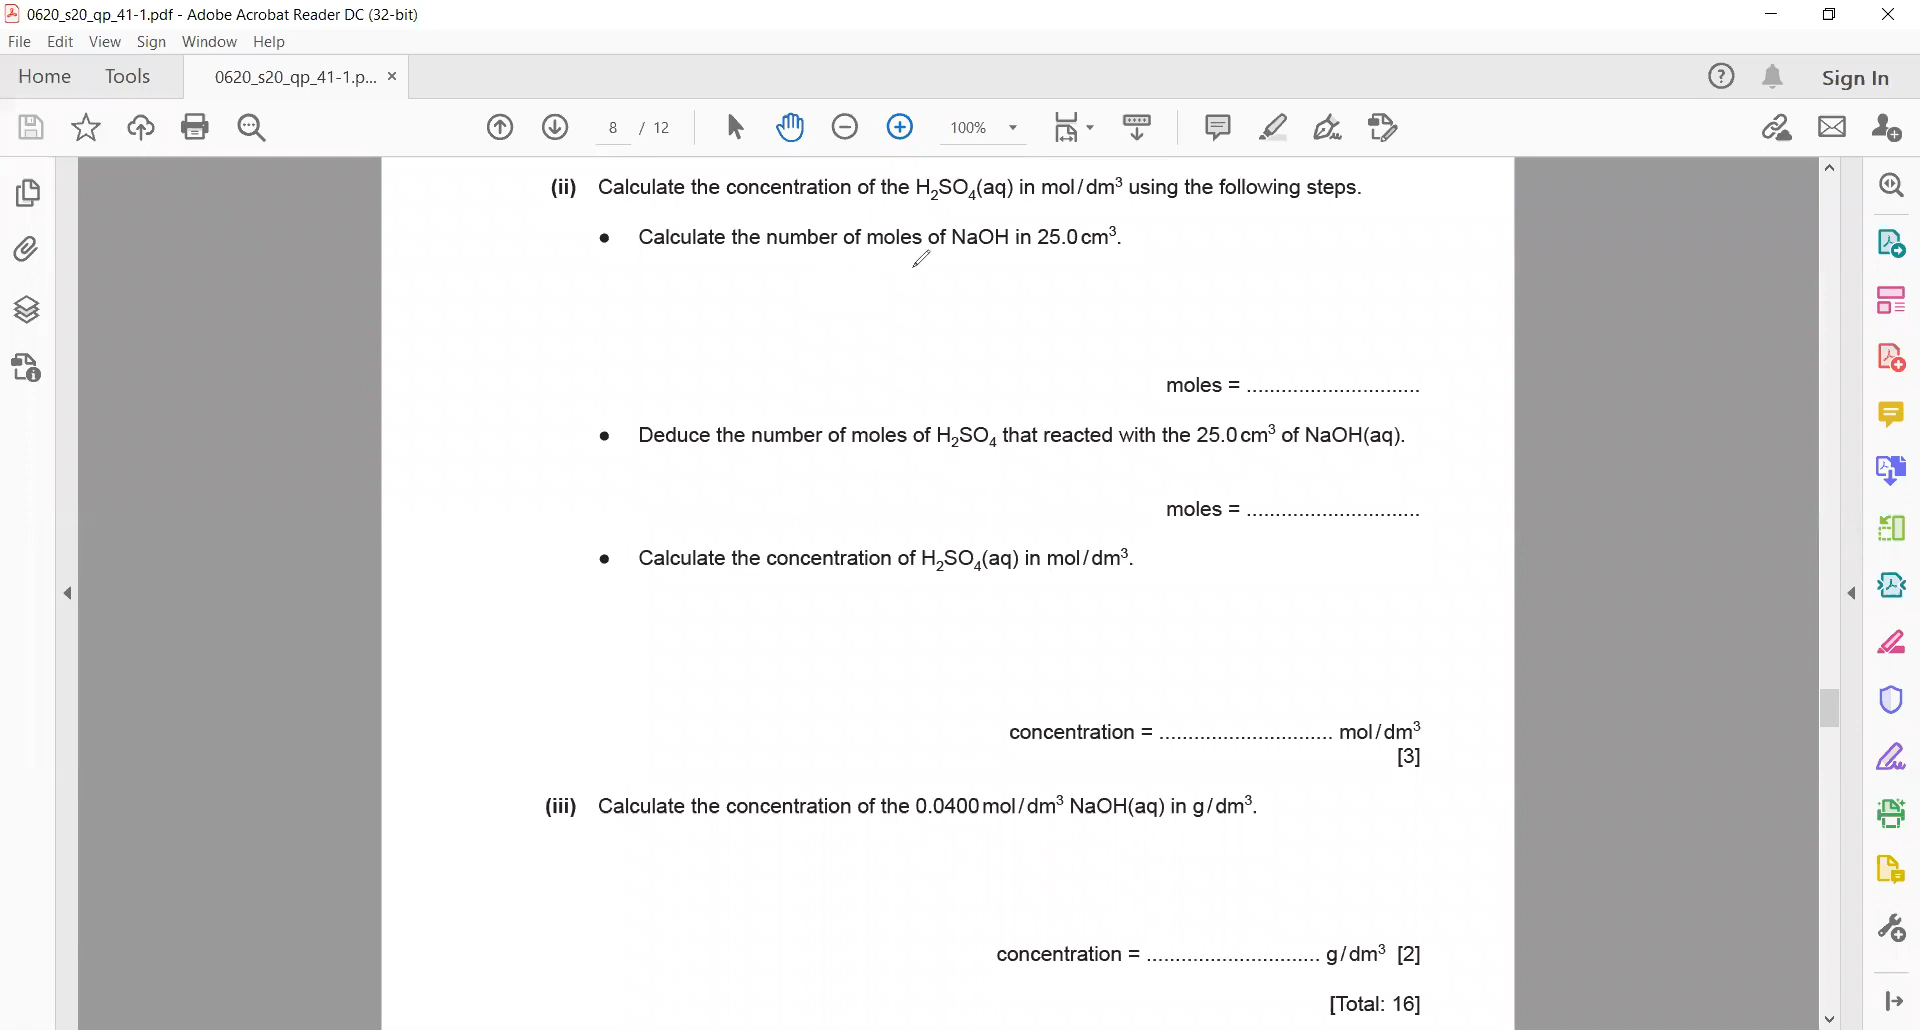 0620_s20_qp_41-1.pdf - Adobe Acrobat Reader DC (32-bit)
File Edit View Sign Window Help
Home Tools 0620_s20_qp_41-1.p... × Sign In
8 / 12 100%
(ii) Calculate the concentration of the H₂SO₄(aq) in mol/dm³ using the following steps.
• Calculate the number of moles of NaOH in 25.0cm³.
moles = ..............................
• Deduce the number of moles of H₂SO₄ that reacted with the 25.0cm³ of NaOH(aq).
moles = ..............................
• Calculate the concentration of H₂SO₄(aq) in mol/dm³.
concentration = .............................. mol/dm³
[3]
(iii) Calculate the concentration of the 0.0400mol/dm³ NaOH(aq) in g/dm³.
concentration = .............................. g/dm³ [2]
[Total: 16]